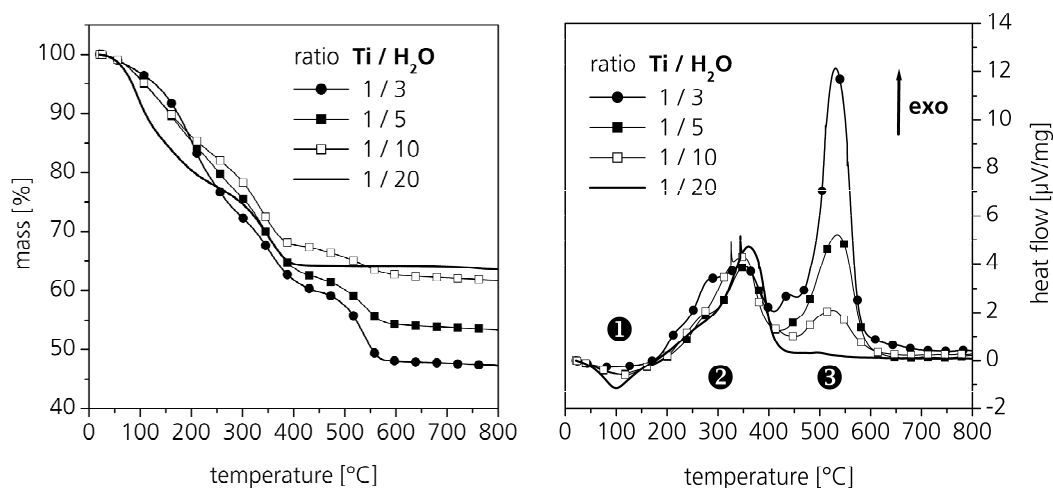 100
90
80
70
60
50
40
mass [%]
0 100 200 300 400 500 600 700 800
temperature [°C]
ratio Ti / H₂O
1 / 3
1 / 5
1 / 10
1 / 20
14
12
10
8
6
4
2
0
-2
heat flow [µV/mg]
0 100 200 300 400 500 600 700 800
temperature [°C]
ratio Ti / H₂O
1 / 3
1 / 5
1 / 10
1 / 20
exo
❶
❷
❸